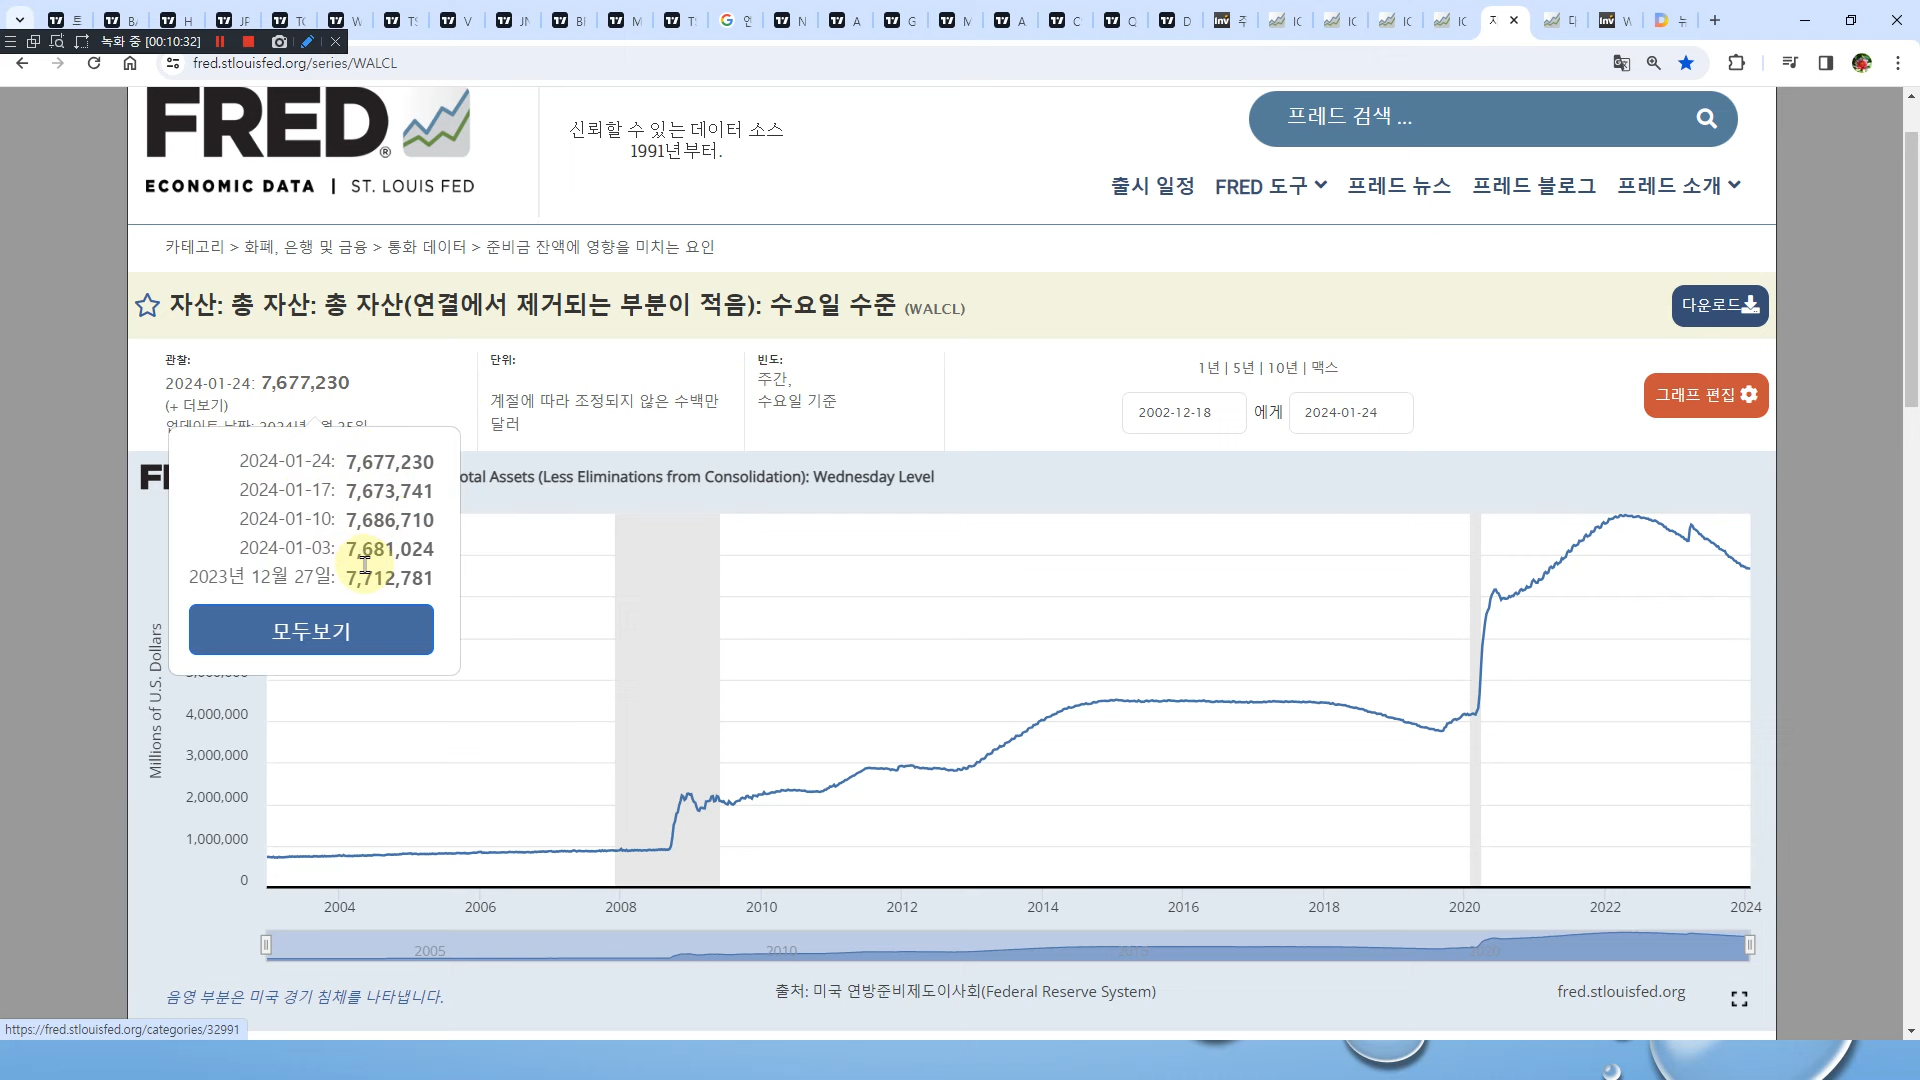 녹화 중 [00:10:32]
fred.stlouisfed.org/series/WALCL
FRED®
ECONOMIC DATA | ST. LOUIS FED
신뢰할 수 있는 데이터 소스
1991년부터.
프레드 검색 ...
출시 일정 FRED 도구 프레드 뉴스 프레드 블로그 프레드 소개
카테고리 > 화폐, 은행 및 금융 > 통화 데이터 > 준비금 잔액에 영향을 미치는 요인
자산: 총 자산: 총 자산(연결에서 제거되는 부분이 적음): 수요일 수준 (WALCL)
다운로드
관찰:
2024-01-24: 7,677,230
(+ 더보기)
단위:
계절에 따라 조정되지 않은 수백만
달러
빈도:
주간,
수요일 기준
1년 | 5년 | 10년 | 맥스
2002-12-18 에게 2024-01-24
그래프 편집
2024-01-24: 7,677,230
2024-01-17: 7,673,741
2024-01-10: 7,686,710
2024-01-03: 7,681,024
2023년 12월 27일: 7,712,781
모두보기
otal Assets (Less Eliminations from Consolidation): Wednesday Level
Millions of U.S. Dollars
4,000,000
3,000,000
2,000,000
1,000,000
0
2004 2006 2008 2010 2012 2014 2016 2018 2020 2022 2024
2005 2010 2015 2020
음영 부분은 미국 경기 침체를 나타냅니다.
출처: 미국 연방준비제도이사회(Federal Reserve System)
fred.stlouisfed.org
https://fred.stlouisfed.org/categories/32991